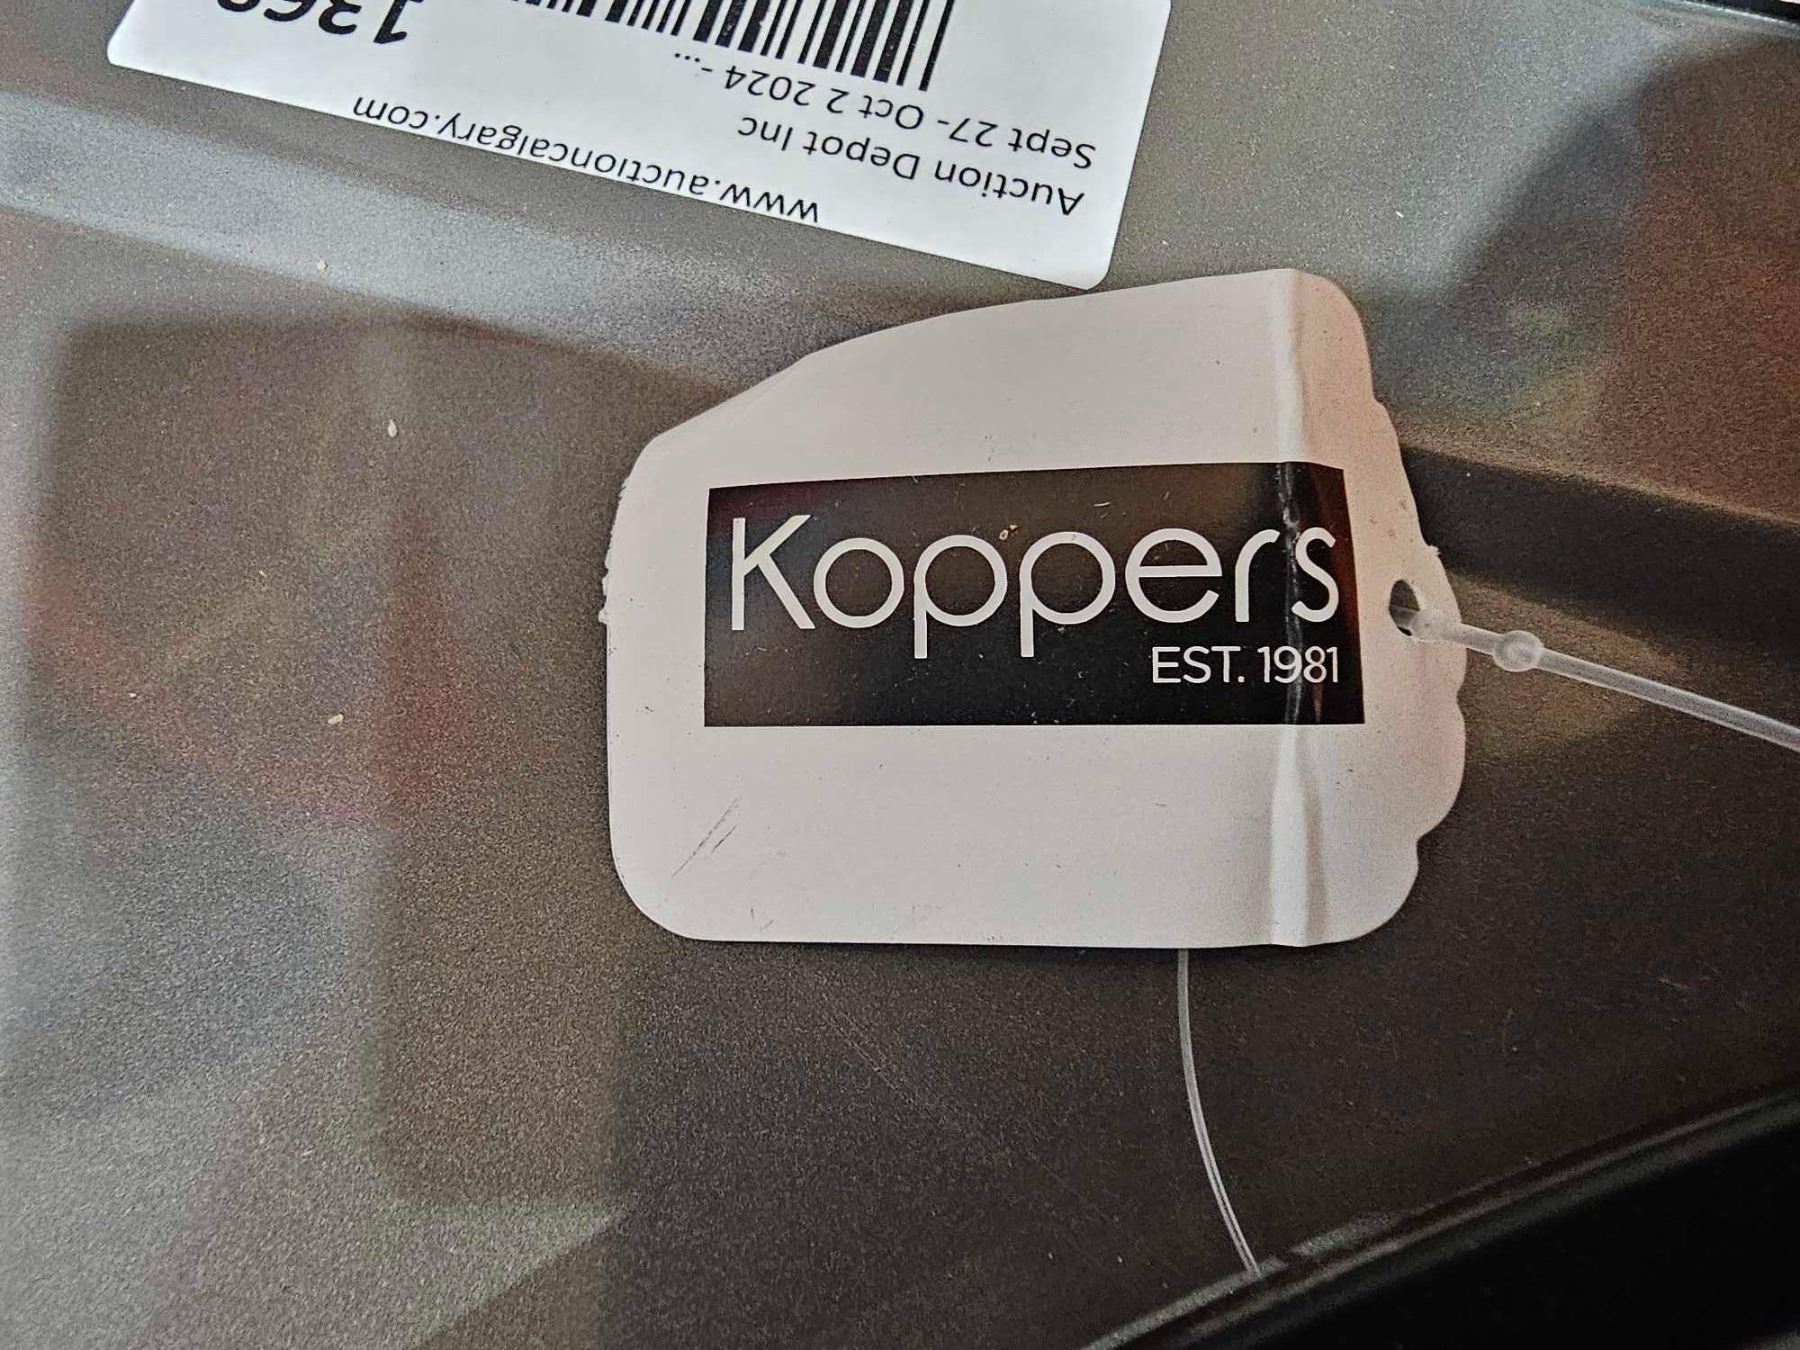 www.auctioncalgary.com
Auction Depot Inc
Sept 27- Oct 2 2024 - ...
Koppers
EST. 1981